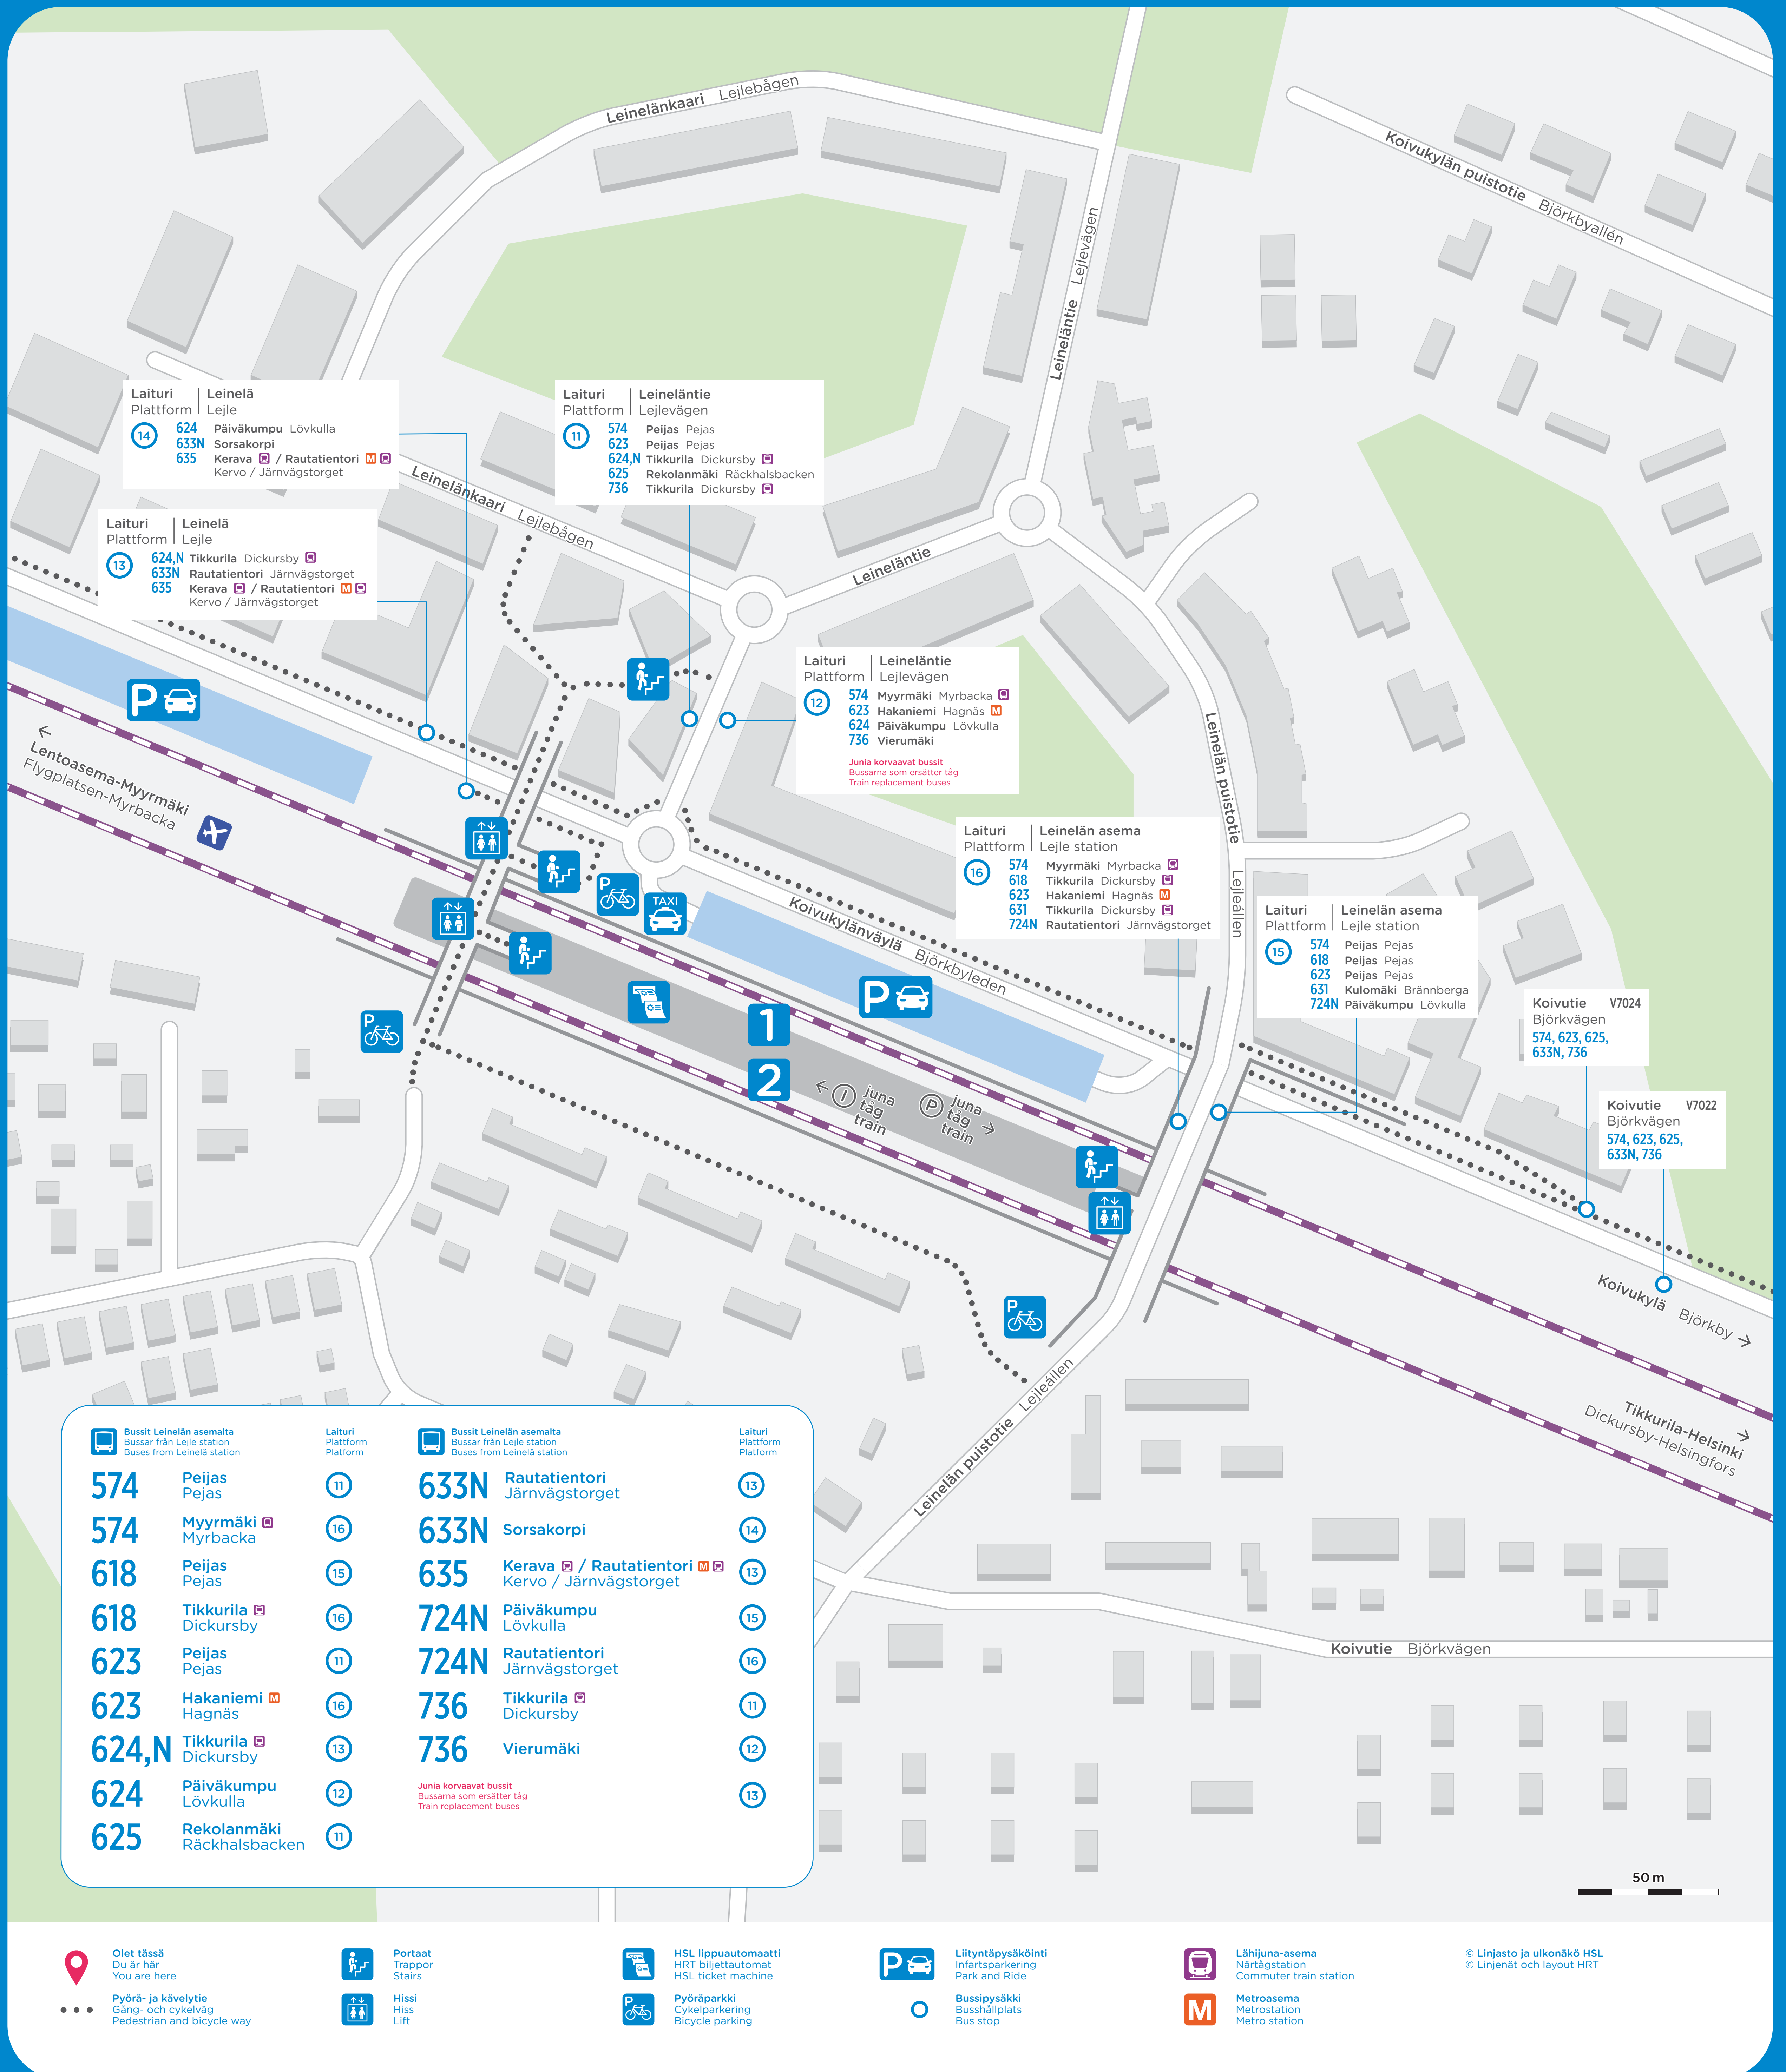 Leinelänkaari Lejlebågen
Koivukylän puistotie Björkbyallén
Leineläntie Lejlevägen
Laituri Leinelä
Plattform Lejle
14
624 Päiväkumpu Lövkulla
633N Sorsakorpi
635 Kerava / Rautatientori M
Kervo / Järnvägstorget
Laituri Leineläntie
Plattform Lejlevägen
11
574 Peijas Pejas
623 Peijas Pejas
624,N Tikkurila Dickursby
625 Rekolanmäki Räckhalsbacken
736 Tikkurila Dickursby
Leinelänkaari Lejlebågen
Laituri Leinelä
Plattform Lejle
13
624,N Tikkurila Dickursby
633N Rautatientori Järnvägstorget
635 Kerava / Rautatientori M
Kervo / Järnvägstorget
Leineläntie
Laituri Leineläntie
Plattform Lejlevägen
12
574 Myyrmäki Myrbacka
623 Hakaniemi Hagnäs M
624 Päiväkumpu Lövkulla
736 Vierumäki
Junia korvaavat bussit
Bussarna som ersätter tåg
Train replacement buses
P
← Lentoasema-Myyrmäki
Flygplatsen-Myrbacka
Leinelän puistotie Lejleállen
Laituri Leinelän asema
Plattform Lejle station
16
574 Myyrmäki Myrbacka
618 Tikkurila Dickursby
623 Hakaniemi Hagnäs M
631 Tikkurila Dickursby
724N Rautatientori Järnvägstorget
Laituri Leinelän asema
Plattform Lejle station
15
574 Peijas Pejas
618 Peijas Pejas
623 Peijas Pejas
631 Kulomäki Brännberga
724N Päiväkumpu Lövkulla
P
TAXI
Koivukylänväylä Björkbyleden
P
P
1
2
← I juna
tåg
train
P juna →
tåg
train
Koivutie V7024
Björkvägen
574, 623, 625,
633N, 736
Koivutie V7022
Björkvägen
574, 623, 625,
633N, 736
P
Koivukylä Björkby →
Tikkurila-Helsinki →
Dickursby-Helsingfors
Leinelän puistotie Lejleállen
Koivutie Björkvägen
Bussit Leinelän asemalta
Bussar från Lejle station
Buses from Leinelä station
Laituri
Plattform
Platform
574 Peijas 11
Pejas
574 Myyrmäki 16
Myrbacka
618 Peijas 15
Pejas
618 Tikkurila 16
Dickursby
623 Peijas 11
Pejas
623 Hakaniemi M 16
Hagnäs
624,N Tikkurila 13
Dickursby
624 Päiväkumpu 12
Lövkulla
625 Rekolanmäki 11
Räckhalsbacken
Bussit Leinelän asemalta
Bussar från Lejle station
Buses from Leinelä station
Laituri
Plattform
Platform
633N Rautatientori 13
Järnvägstorget
633N Sorsakorpi 14
635 Kerava / Rautatientori M 13
Kervo / Järnvägstorget
724N Päiväkumpu 15
Lövkulla
724N Rautatientori 16
Järnvägstorget
736 Tikkurila 11
Dickursby
736 Vierumäki 12
Junia korvaavat bussit 13
Bussarna som ersätter tåg
Train replacement buses
50 m
Olet tässä
Du är här
You are here
Pyörä- ja kävelytie
Gång- och cykelväg
Pedestrian and bicycle way
Portaat
Trappor
Stairs
Hissi
Hiss
Lift
HSL lippuautomaatti
HRT biljettautomat
HSL ticket machine
P
Pyöräparkki
Cykelparkering
Bicycle parking
P
Liityntäpysäköinti
Infartsparkering
Park and Ride
Bussipysäkki
Busshållplats
Bus stop
Lähijuna-asema
Närtågstation
Commuter train station
M
Metroasema
Metrostation
Metro station
© Linjasto ja ulkonäkö HSL
© Linjenät och layout HRT